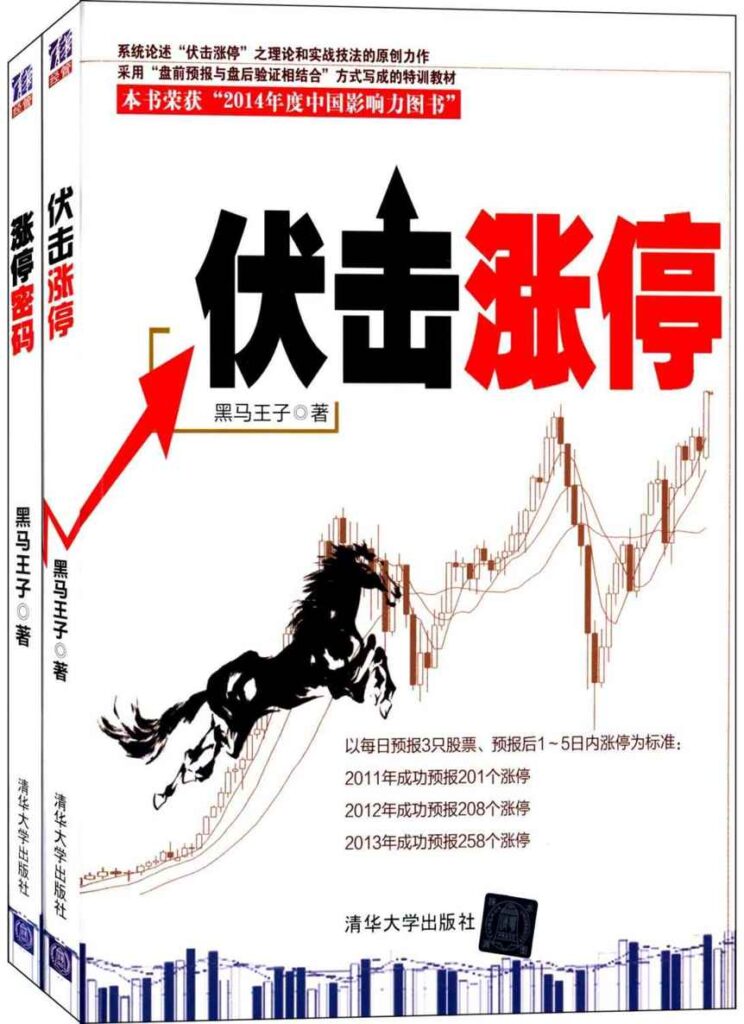 系统论述“伏击涨停”之理论和实战技法的原创力作
采用“盘前预报与盘后验证相结合”方式写成的特训教材
本书荣获“2014年度中国影响力图书”
伏击涨停
黑马王子◎著
以每日预报3只股票、预报后1~5日内涨停为标准：
2011年成功预报201个涨停
2012年成功预报208个涨停
2013年成功预报258个涨停
清华大学出版社
经管
伏击涨停
黑马王子◎著
清华大学出版社
经管
涨停密码
黑马王子◎著
清华大学出版社